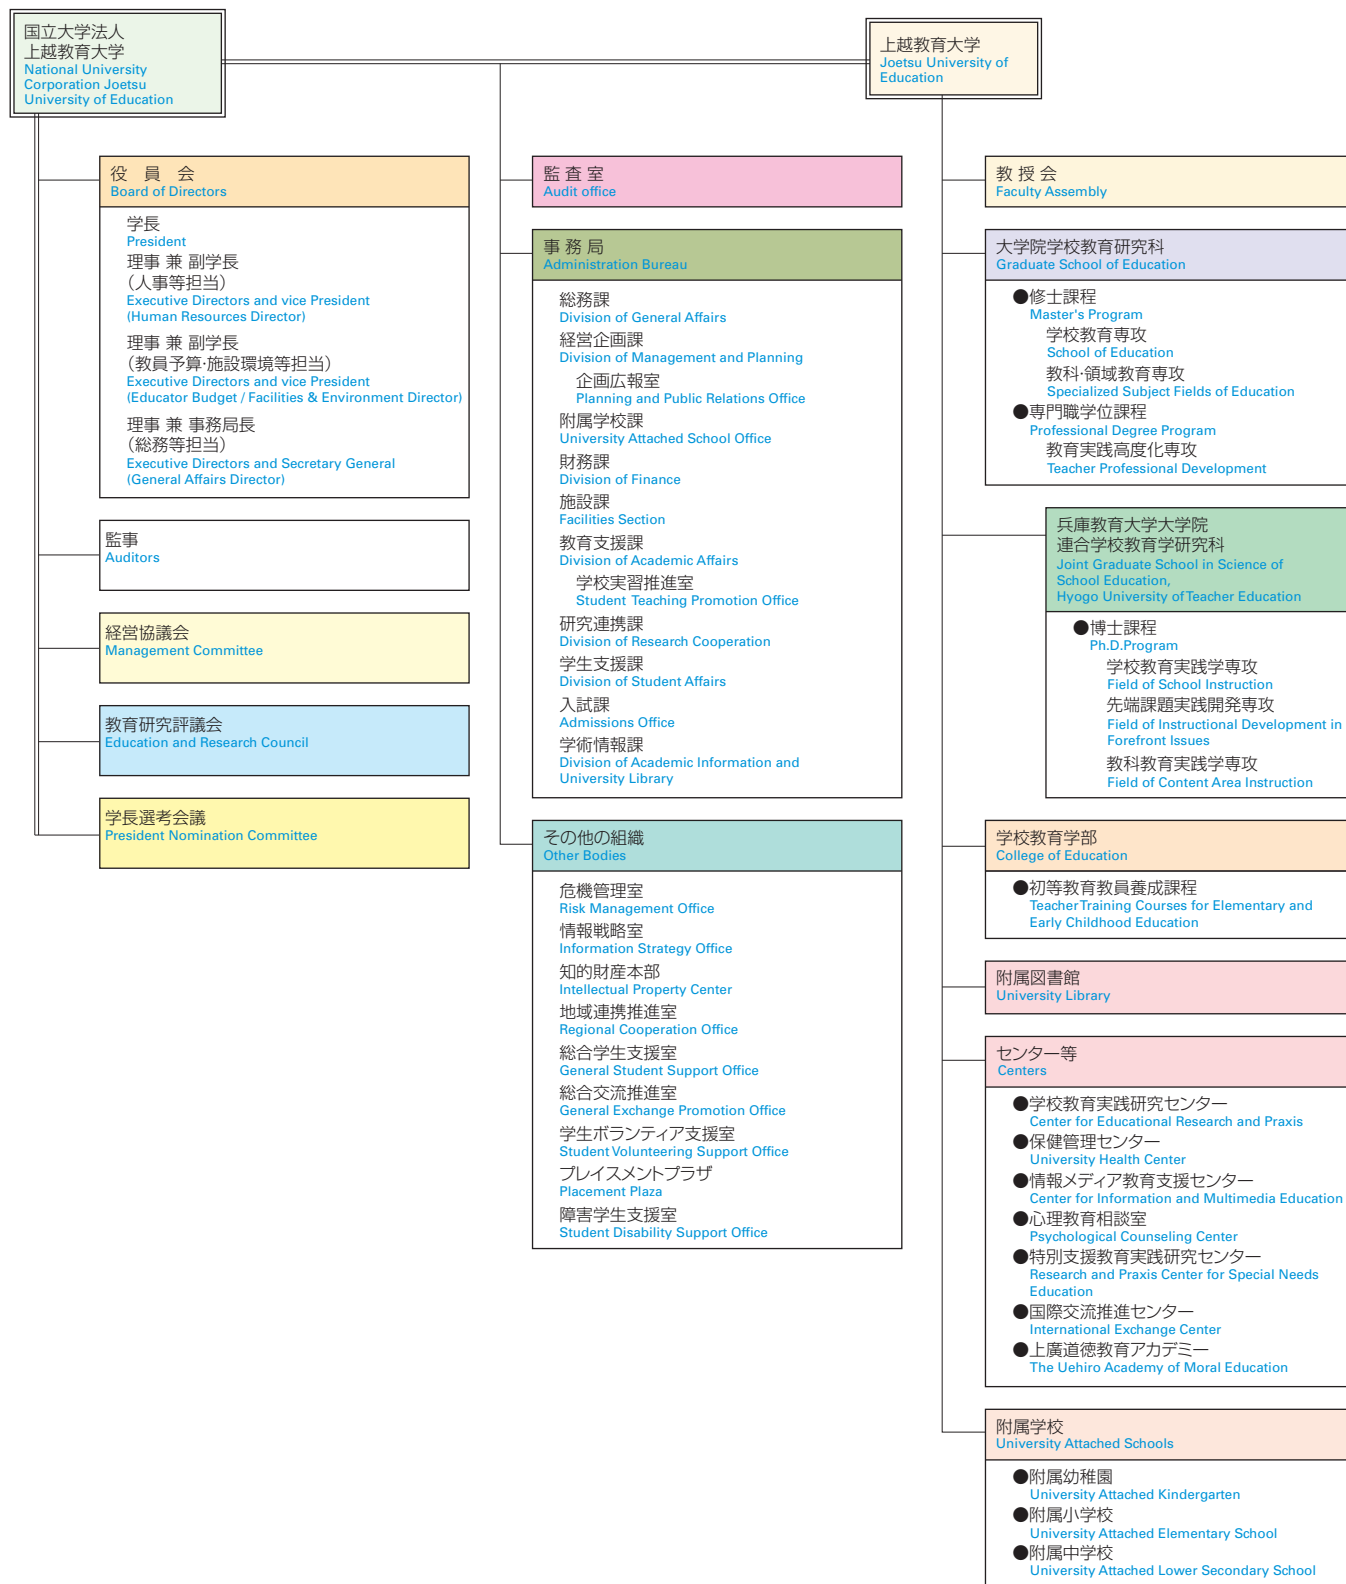 国立大学法人
上越教育大学
National University
Corporation Joetsu
University of Education
上越教育大学
Joetsu University of
Education
役 員 会
Board of Directors
学長
President
理事 兼 副学長
（人事等担当）
Executive Directors and vice President
(Human Resources Director)
理事 兼 副学長
（教員予算・施設環境等担当）
Executive Directors and vice President
(Educator Budget / Facilities & Environment Director)
理事 兼 事務局長
（総務等担当）
Executive Directors and Secretary General
(General Affairs Director)
監事
Auditors
経営協議会
Management Committee
教育研究評議会
Education and Research Council
学長選考会議
President Nomination Committee
監 査 室
Audit office
事 務 局
Administration Bureau
総務課
Division of General Affairs
経営企画課
Division of Management and Planning
企画広報室
Planning and Public Relations Office
附属学校課
University Attached School Office
財務課
Division of Finance
施設課
Facilities Section
教育支援課
Division of Academic Affairs
学校実習推進室
Student Teaching Promotion Office
研究連携課
Division of Research Cooperation
学生支援課
Division of Student Affairs
入試課
Admissions Office
学術情報課
Division of Academic Information and
University Library
その他の組織
Other Bodies
危機管理室
Risk Management Office
情報戦略室
Information Strategy Office
知的財産本部
Intellectual Property Center
地域連携推進室
Regional Cooperation Office
総合学生支援室
General Student Support Office
総合交流推進室
General Exchange Promotion Office
学生ボランティア支援室
Student Volunteering Support Office
プレイスメントプラザ
Placement Plaza
障害学生支援室
Student Disability Support Office
教 授 会
Faculty Assembly
大学院学校教育研究科
Graduate School of Education
●修士課程
Master's Program
学校教育専攻
School of Education
教科・領域教育専攻
Specialized Subject Fields of Education
●専門職学位課程
Professional Degree Program
教育実践高度化専攻
Teacher Professional Development
兵庫教育大学大学院
連合学校教育学研究科
Joint Graduate School in Science of
School Education,
Hyogo University of Teacher Education
●博士課程
Ph.D.Program
学校教育実践学専攻
Field of School Instruction
先端課題実践開発専攻
Field of Instructional Development in
Forefront Issues
教科教育実践学専攻
Field of Content Area Instruction
学校教育学部
College of Education
●初等教育教員養成課程
Teacher Training Courses for Elementary and
Early Childhood Education
附属図書館
University Library
センター等
Centers
●学校教育実践研究センター
Center for Educational Research and Praxis
●保健管理センター
University Health Center
●情報メディア教育支援センター
Center for Information and Multimedia Education
●心理教育相談室
Psychological Counseling Center
●特別支援教育実践研究センター
Research and Praxis Center for Special Needs
Education
●国際交流推進センター
International Exchange Center
●上廣道徳教育アカデミー
The Uehiro Academy of Moral Education
附属学校
University Attached Schools
●附属幼稚園
University Attached Kindergarten
●附属小学校
University Attached Elementary School
●附属中学校
University Attached Lower Secondary School